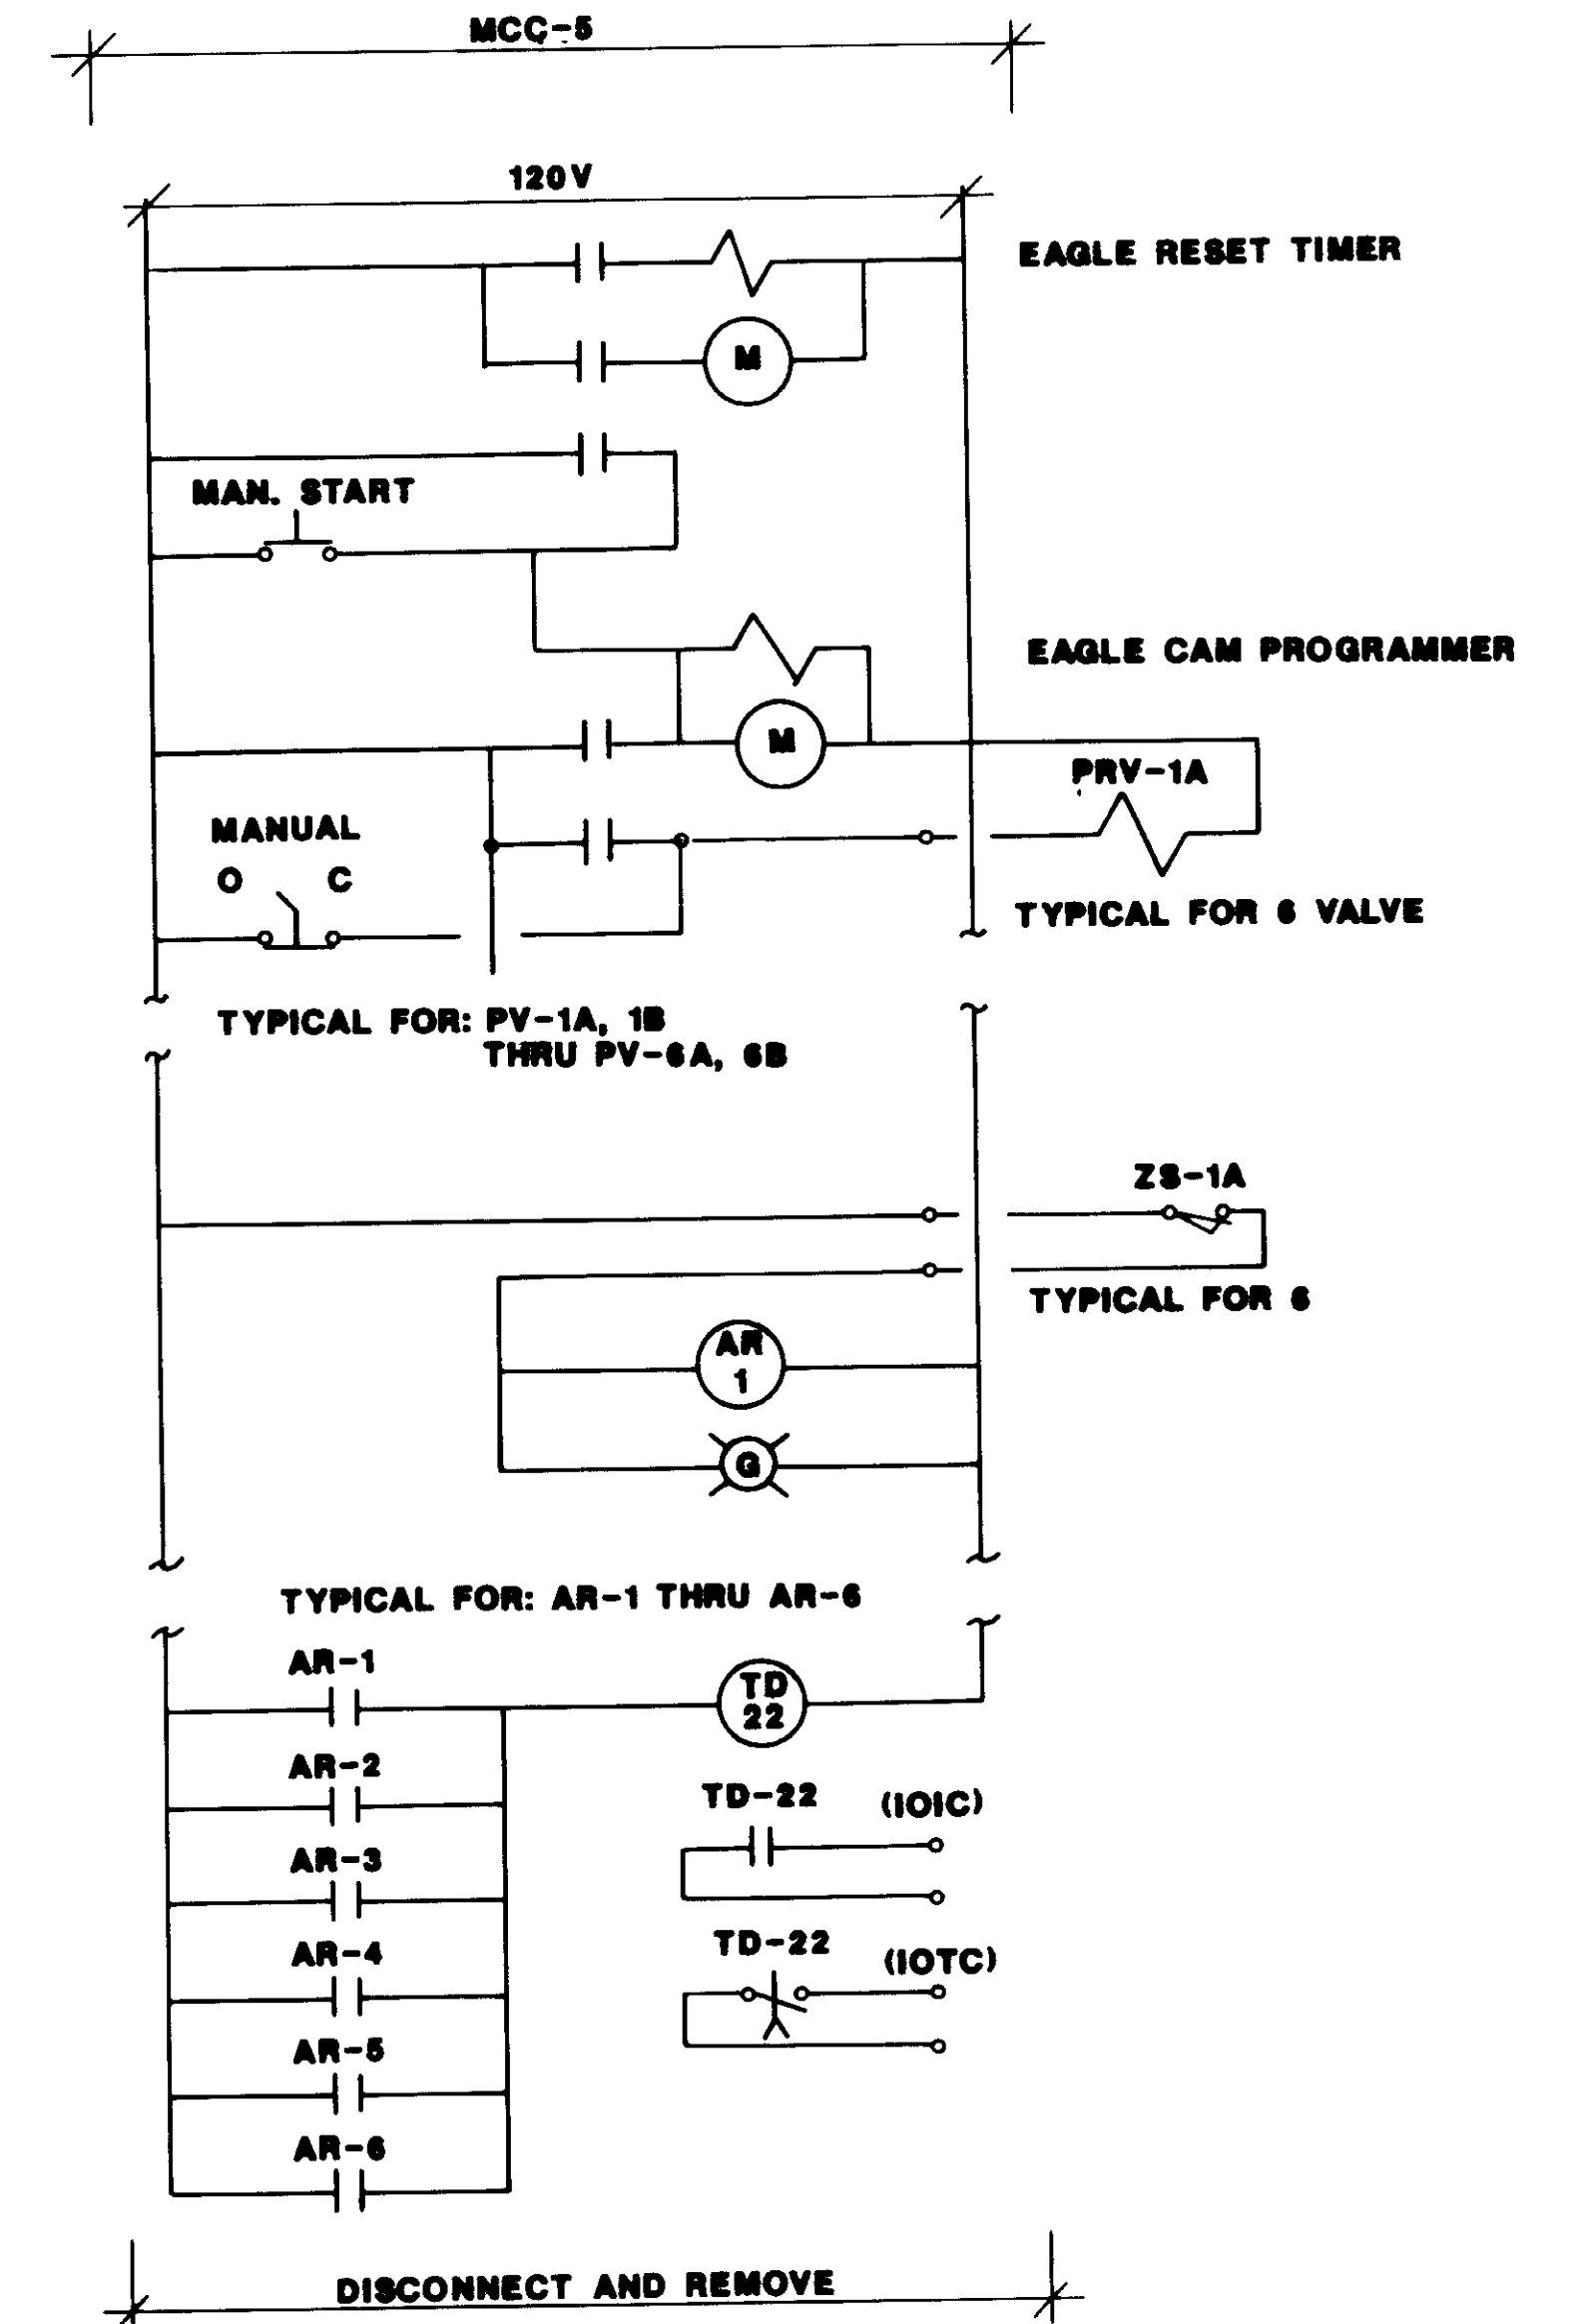 MCC-5
120V
EAGLE RESET TIMER
M
MAN. START
EAGLE CAM PROGRAMMER
M
PRV-1A
MANUAL
O C
TYPICAL FOR 6 VALVE
TYPICAL FOR: PV-1A, 1B
THRU PV-6A, 6B
ZS-1A
TYPICAL FOR 6
AR
1
G
TYPICAL FOR: AR-1 THRU AR-6
AR-1
TD
22
AR-2
TD-22 (IOIC)
AR-3
TD-22 (IOTC)
AR-4
AR-5
AR-6
DISCONNECT AND REMOVE